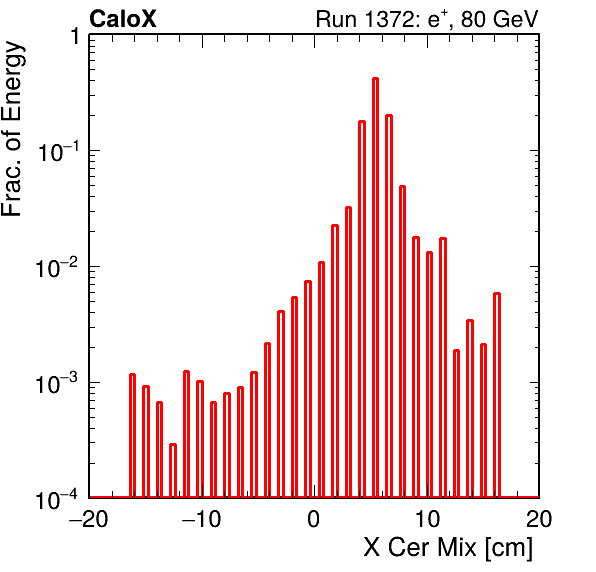 CaloX Run 1372: e⁺, 80 GeV
Frac. of Energy
1
10⁻¹
10⁻²
10⁻³
10⁻⁴
−20 −10 0 10 20
X Cer Mix [cm]